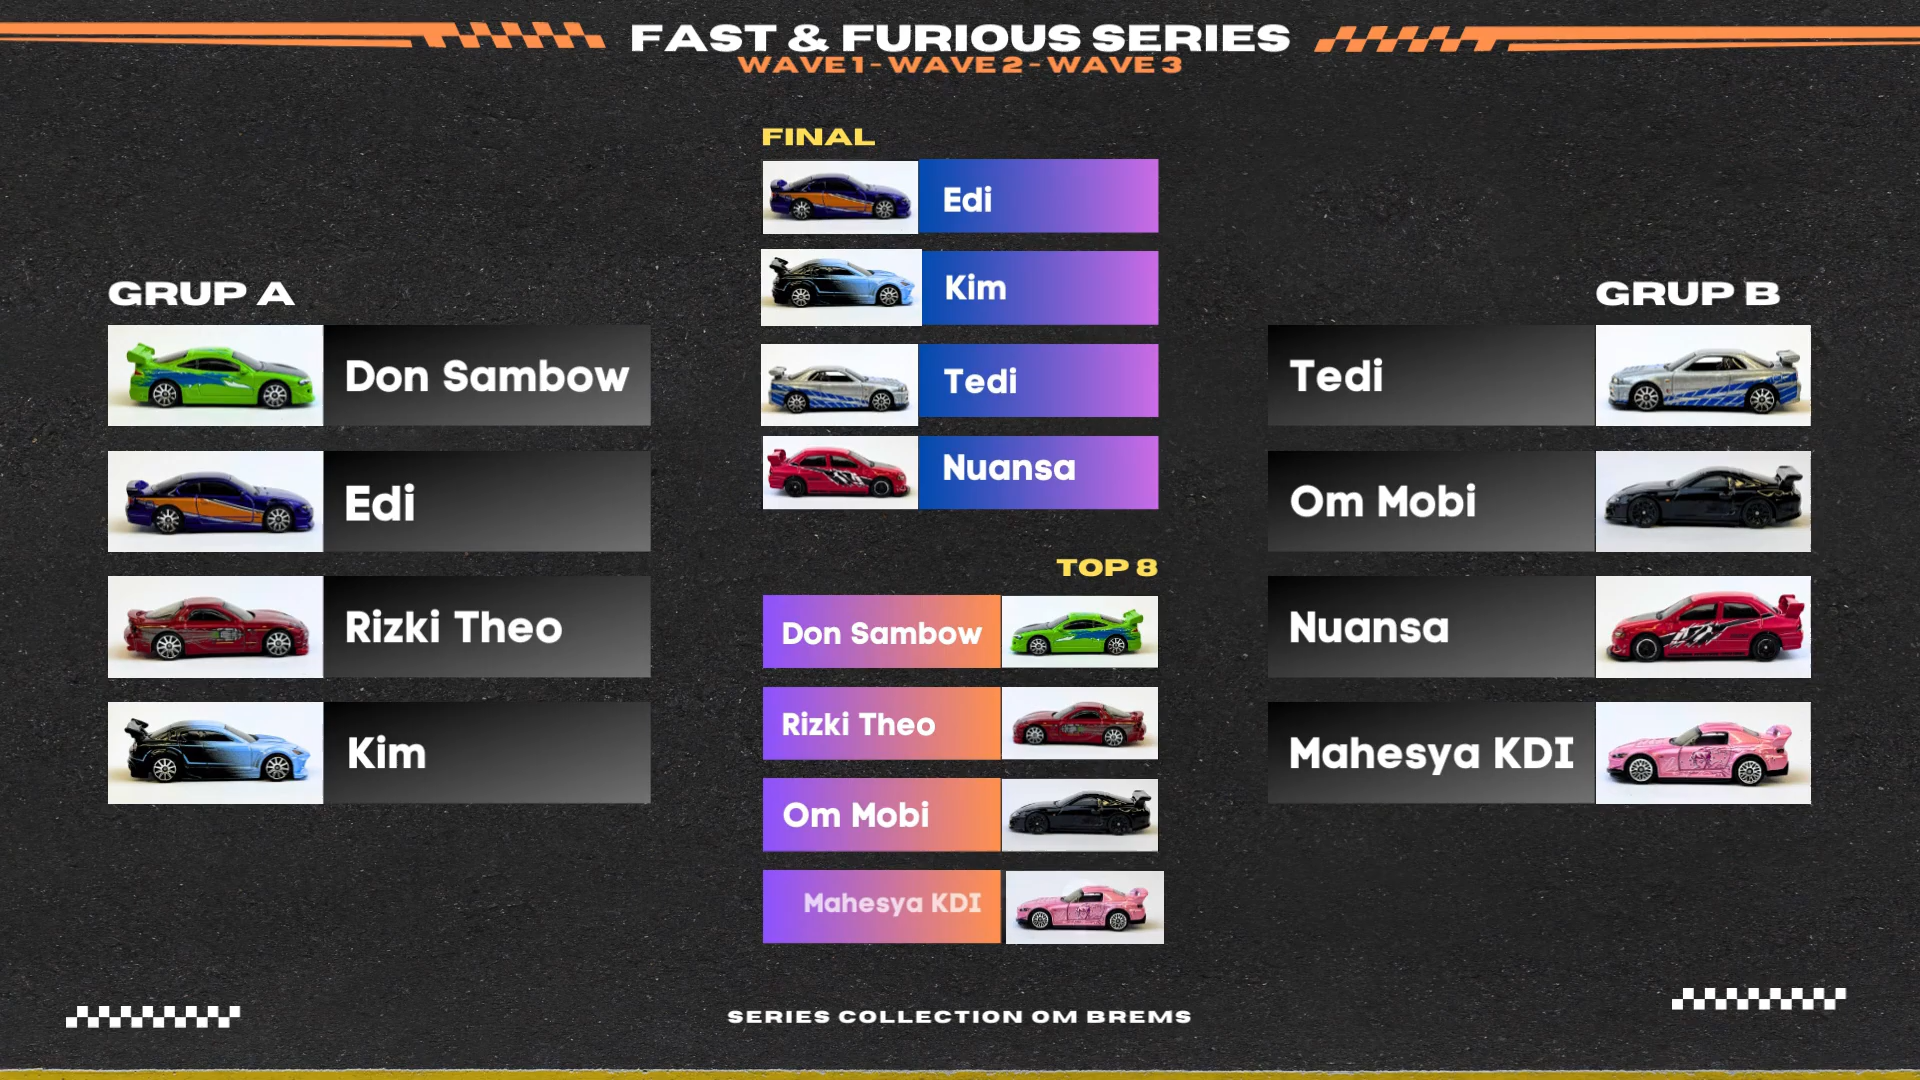 FAST & FURIOUS SERIES
WAVE 1 - WAVE 2 - WAVE 3
GRUP A
Don Sambow
Edi
Rizki Theo
Kim
FINAL
Edi
Kim
Tedi
Nuansa
TOP 8
Don Sambow
Rizki Theo
Om Mobi
Mahesya KDI
GRUP B
Tedi
Om Mobi
Nuansa
Mahesya KDI
SERIES COLLECTION OM BREMS